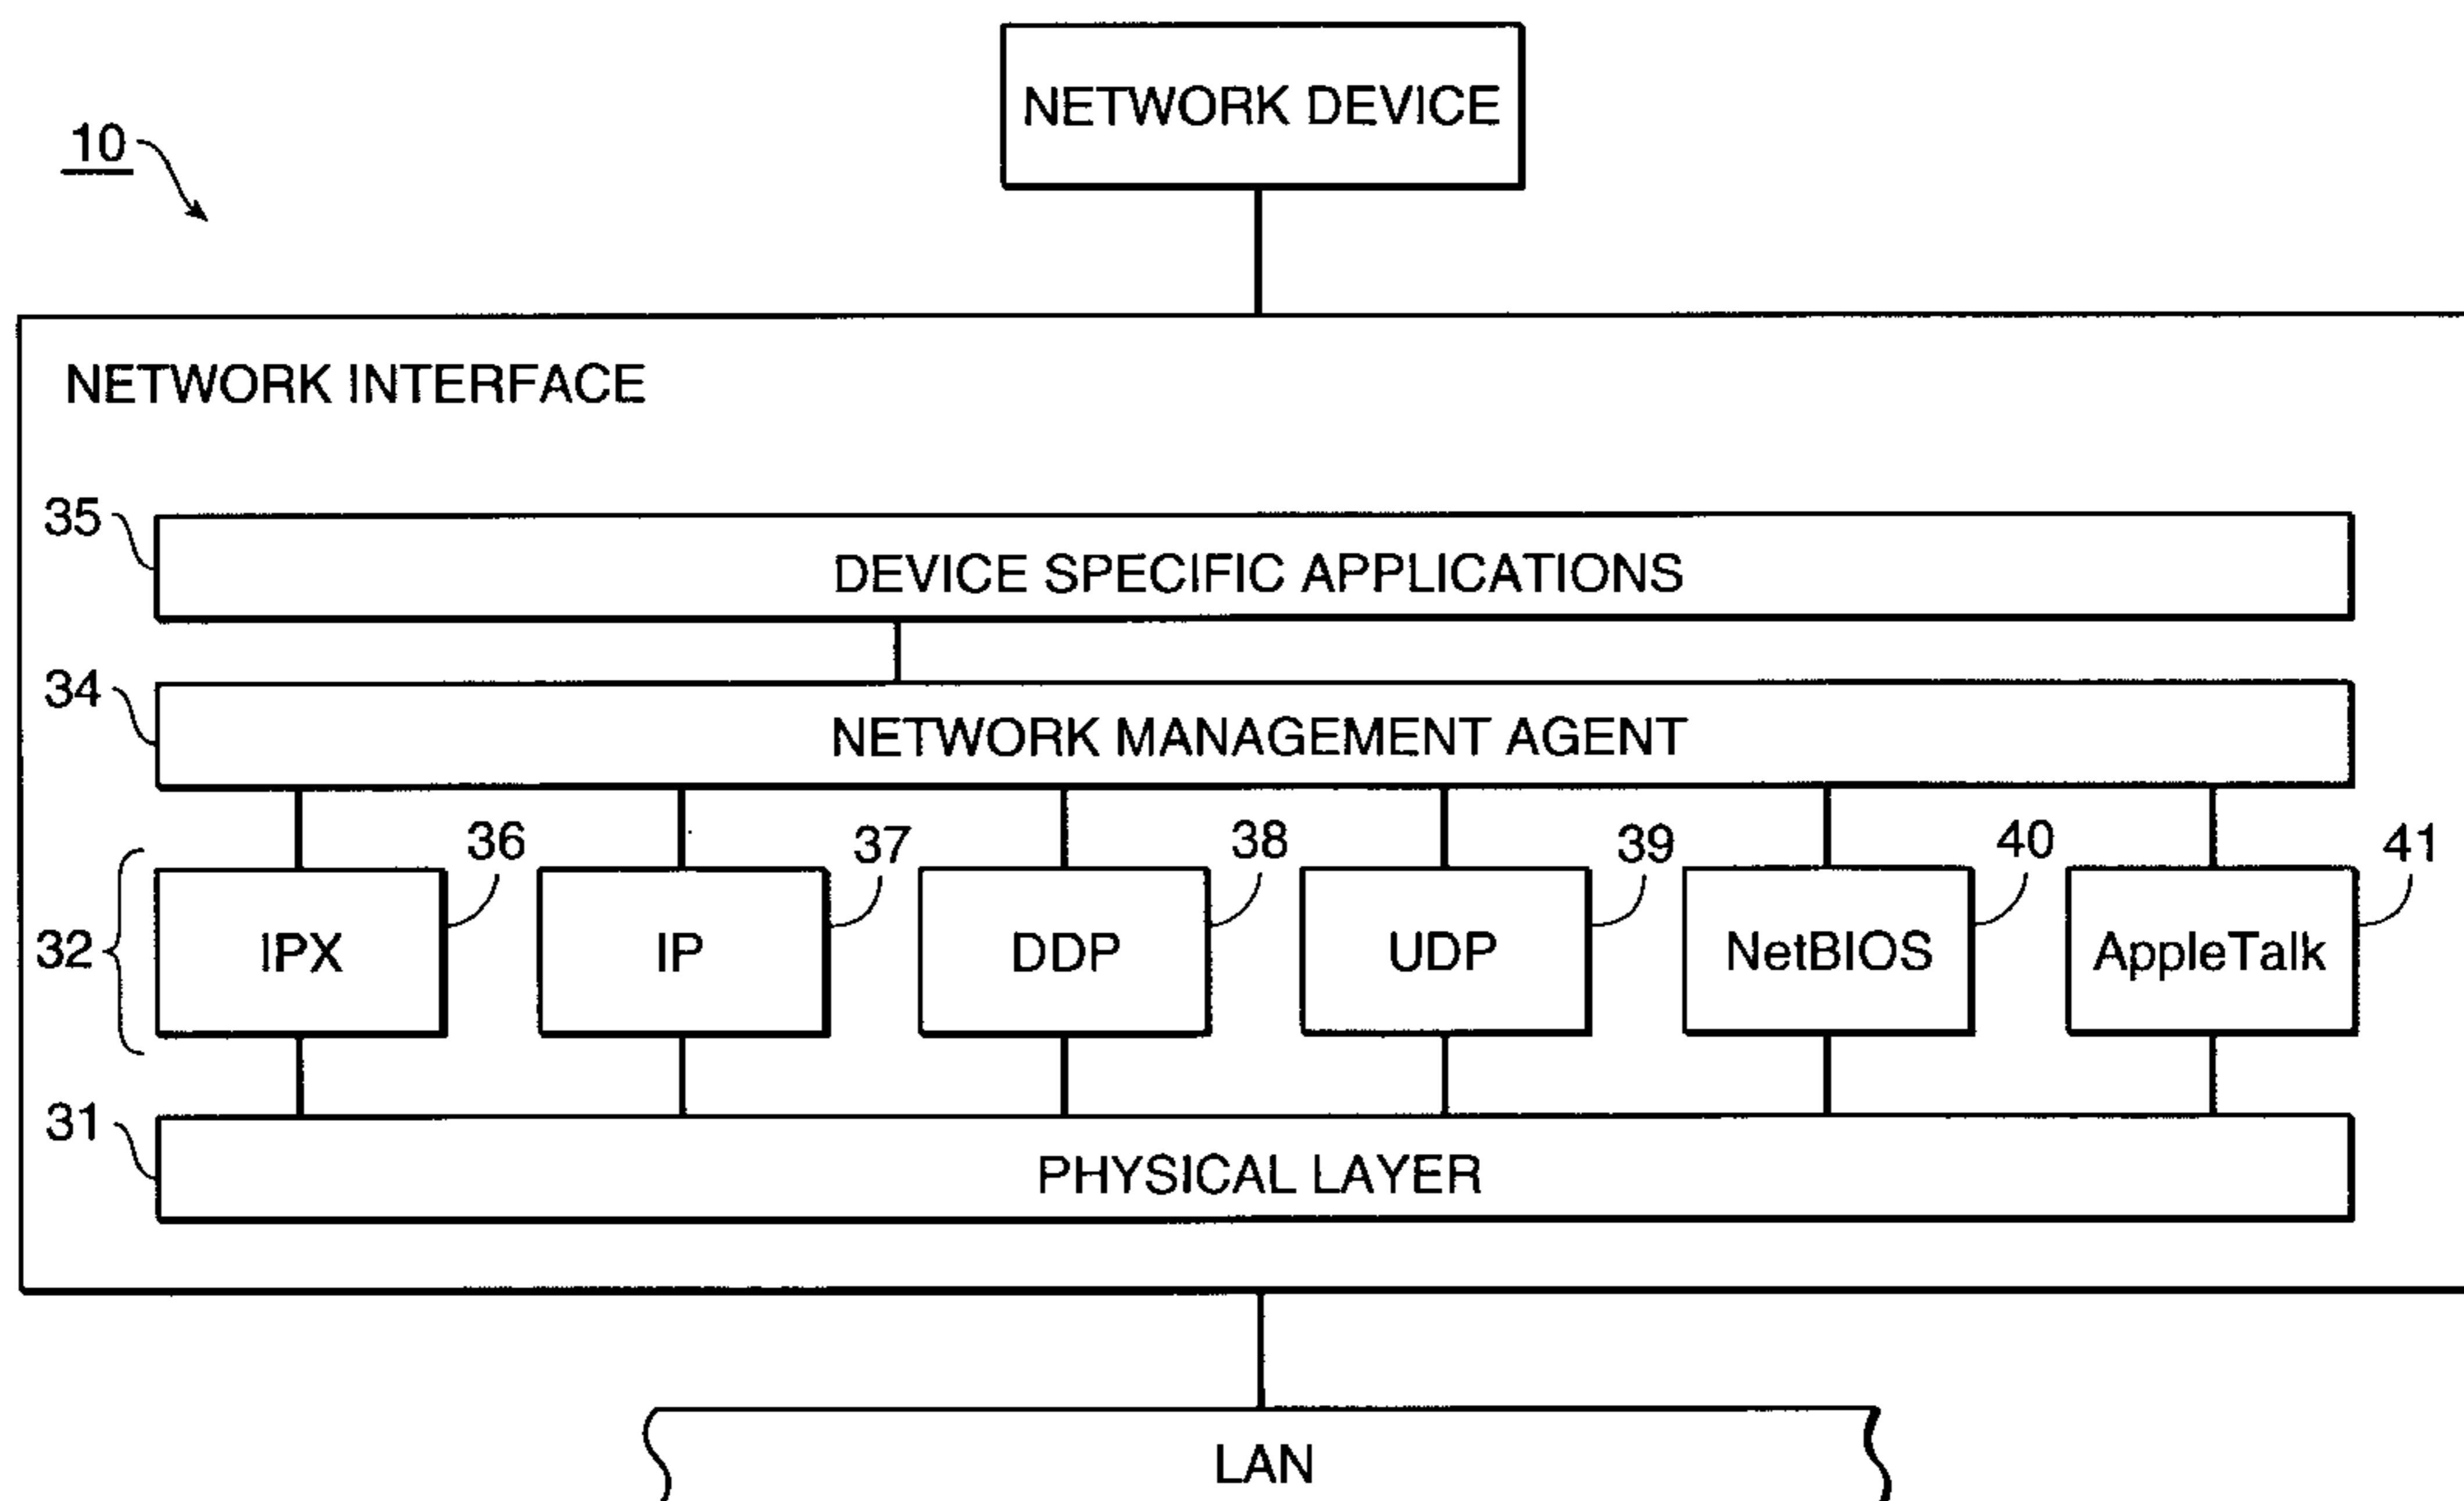 NETWORK DEVICE
10
NETWORK INTERFACE
35
DEVICE SPECIFIC APPLICATIONS
34
NETWORK MANAGEMENT AGENT
36 37 38 39 40 41
32 IPX IP DDP UDP NetBIOS AppleTalk
31
PHYSICAL LAYER
LAN